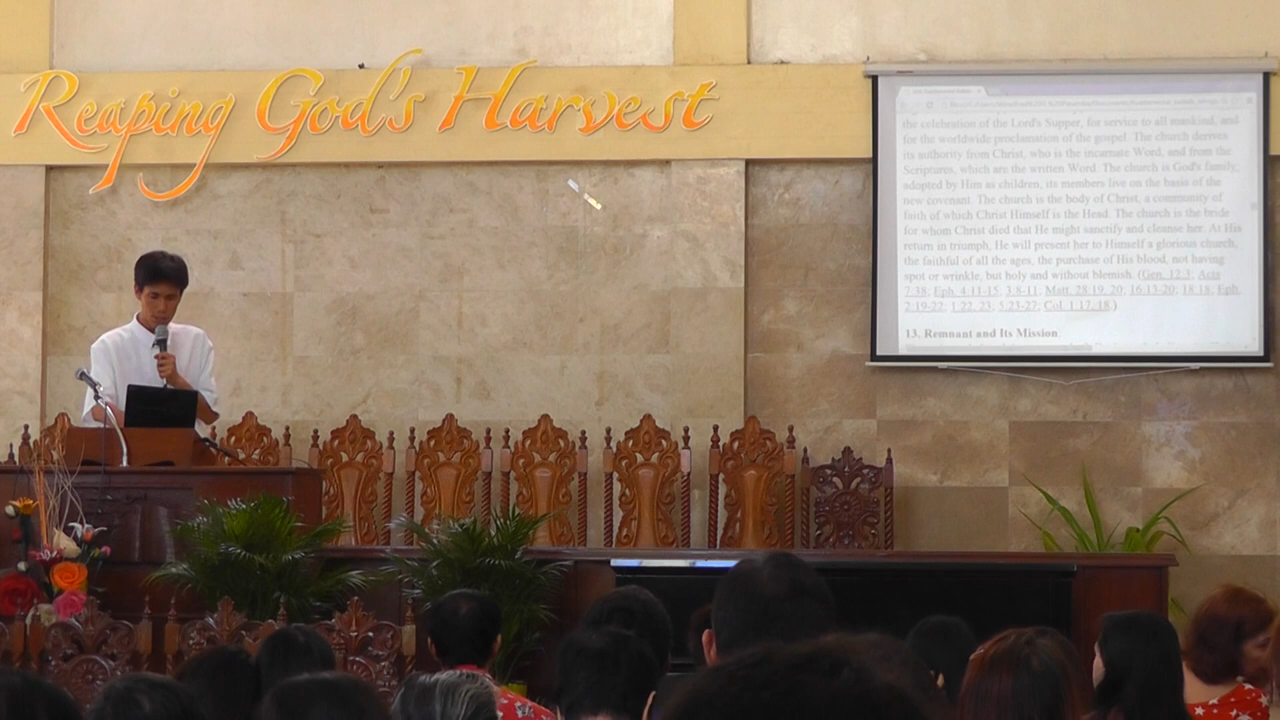 Reaping God's Harvest
the celebration of the Lord's Supper, for service to all mankind, and
for the worldwide proclamation of the gospel. The church derives
its authority from Christ, who is the incarnate Word, and from the
Scriptures, which are the written Word. The church is God's family;
adopted by Him as children, its members live on the basis of the
new covenant. The church is the body of Christ, a community of
faith of which Christ Himself is the Head. The church is the bride
for whom Christ died that He might sanctify and cleanse her. At His
return in triumph, He will present her to Himself a glorious church,
the faithful of all the ages, the purchase of His blood, not having
spot or wrinkle, but holy and without blemish. (Gen. 12:3; Acts
7:38; Eph. 4:11-15; 3:8-11; Matt. 28:19, 20; 16:13-20; 18:18; Eph.
2:19-22; 1:22, 23; 5:23-27; Col. 1:17, 18.)
13. Remnant and Its Mission